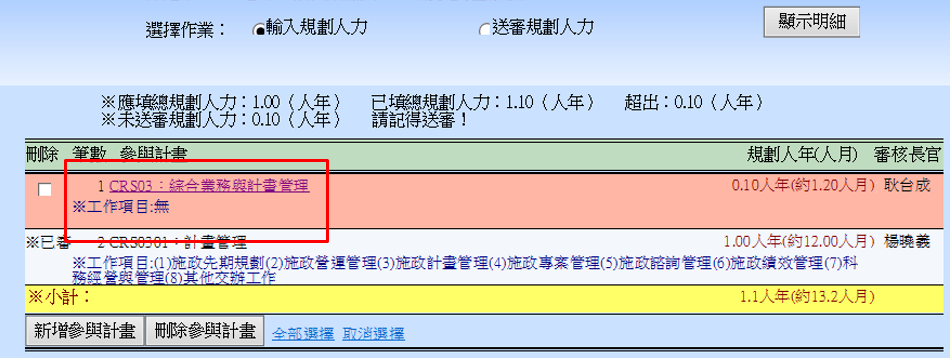 選擇作業： 輸入規劃人力 送審規劃人力 顯示明細
※應填總規劃人力：1.00（人年） 已填總規劃人力：1.10（人年） 超出：0.10（人年）
※未送審規劃人力：0.10（人年） 請記得送審！
刪除 筆數 參與計畫 規劃人年(人月) 審核長官
1 CRS03：綜合業務與計畫管理 0.10人年(約1.20人月) 耿台成
※工作項目:無
※已審 2 CRS0301：計畫管理 1.00人年(約12.00人月) 楊曉義
※工作項目:(1)施政先期規劃(2)施政營運管理(3)施政計畫管理(4)施政專案管理(5)施政諮詢管理(6)施政績效管理(7)科
務經營與管理(8)其他交辦工作
※小計： 1.1人年(約13.2人月)
新增參與計畫 刪除參與計畫 全部選擇 取消選擇